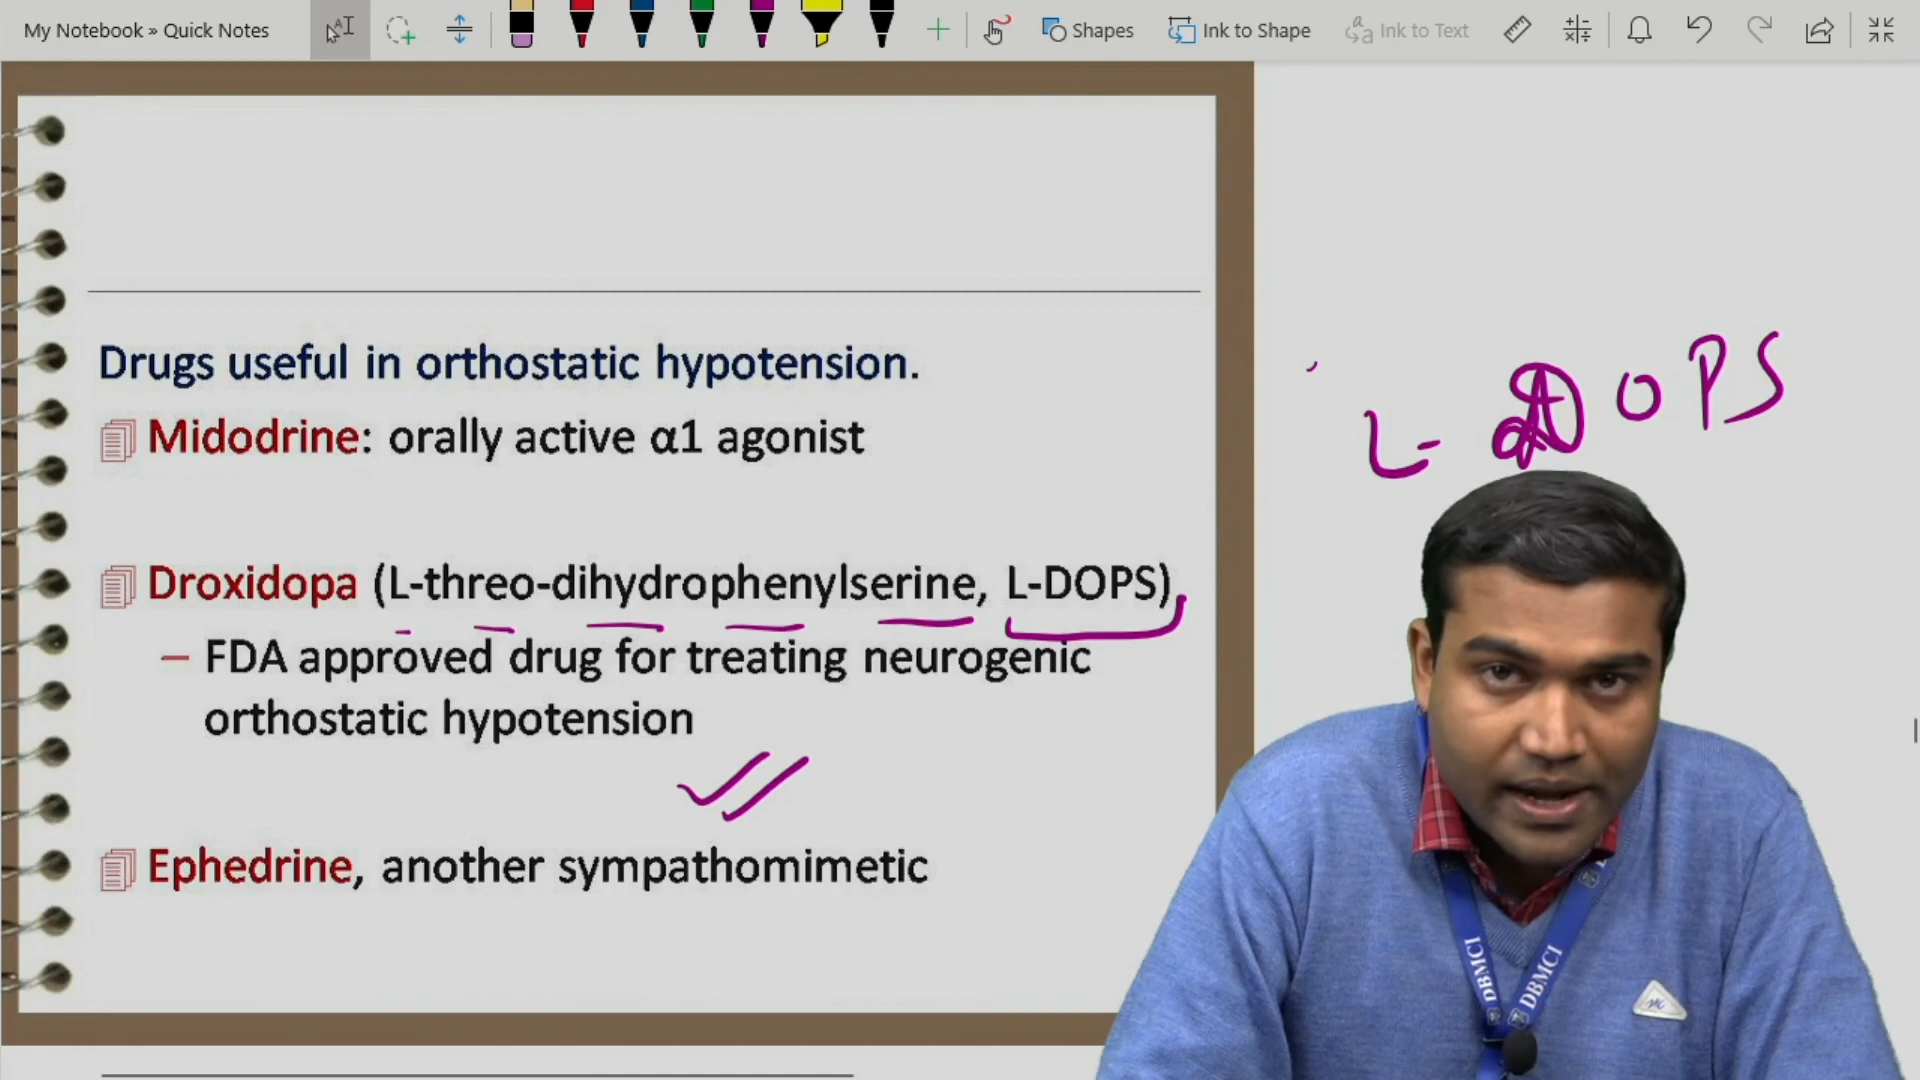 My Notebook » Quick Notes
Shapes
Ink to Shape
Ink to Text
Drugs useful in orthostatic hypotension.
Midodrine: orally active α1 agonist
Droxidopa (L-threo-dihydrophenylserine, L-DOPS)
– FDA approved drug for treating neurogenic
orthostatic hypotension
Ephedrine, another sympathomimetic
L- DOPS
DBMCI
DBMCI